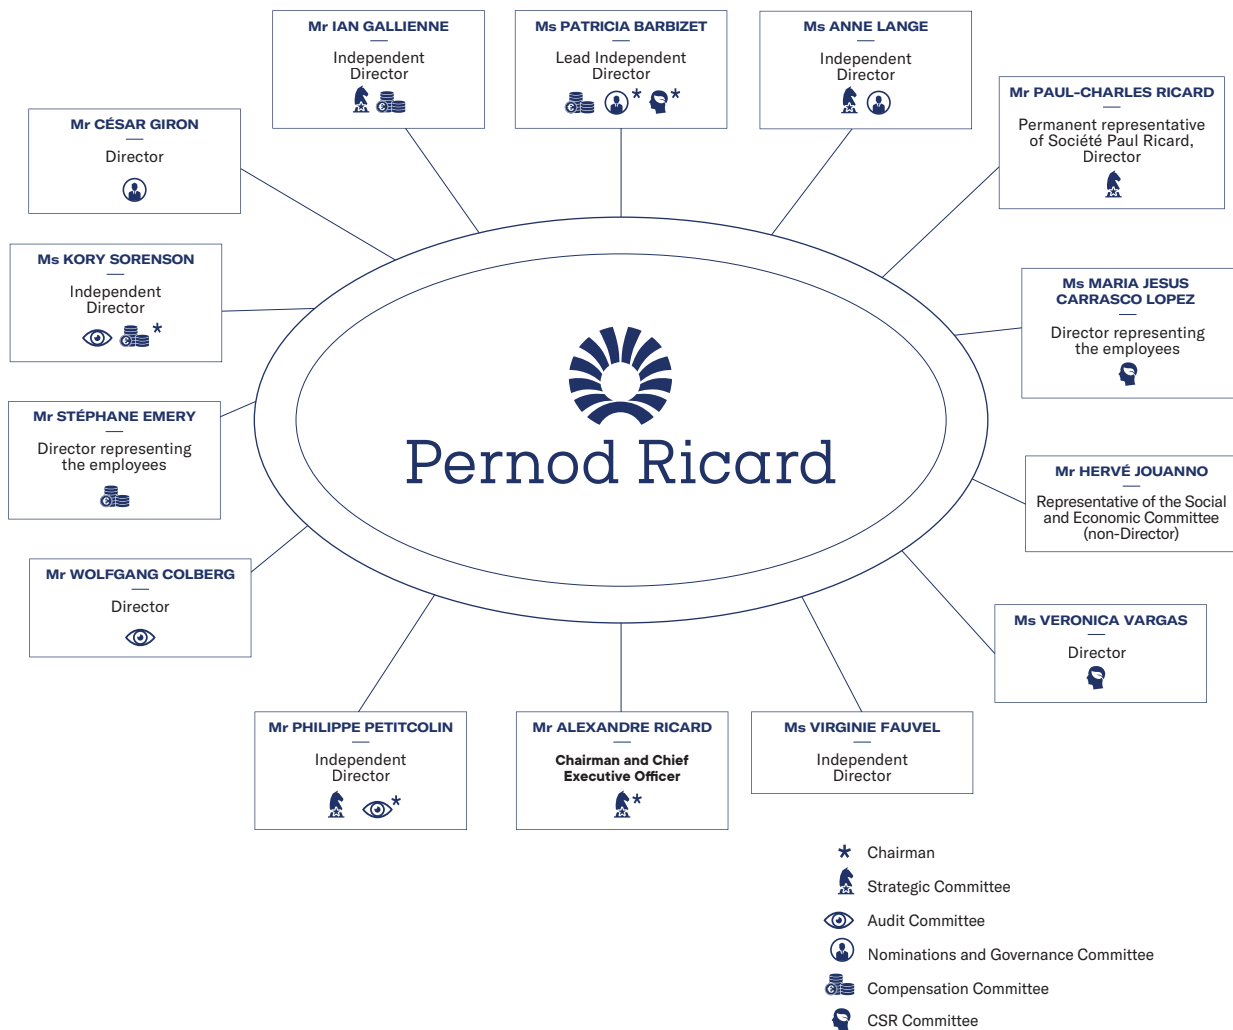 Mr IAN GALLIENNE
Independent
Director
Ms PATRICIA BARBIZET
Lead Independent
Director
* *
Ms ANNE LANGE
Independent
Director
Mr PAUL-CHARLES RICARD
Permanent representative
of Société Paul Ricard,
Director
Mr CÉSAR GIRON
Director
Ms KORY SORENSON
Independent
Director
*
Ms MARIA JESUS
CARRASCO LOPEZ
Director representing
the employees
Mr STÉPHANE EMERY
Director representing
the employees
Pernod Ricard
Mr HERVÉ JOUANNO
Representative of the Social
and Economic Committee
(non-Director)
Mr WOLFGANG COLBERG
Director
Ms VERONICA VARGAS
Director
Mr PHILIPPE PETITCOLIN
Independent
Director
*
Mr ALEXANDRE RICARD
Chairman and Chief
Executive Officer
*
Ms VIRGINIE FAUVEL
Independent
Director
* Chairman
Strategic Committee
Audit Committee
Nominations and Governance Committee
Compensation Committee
CSR Committee